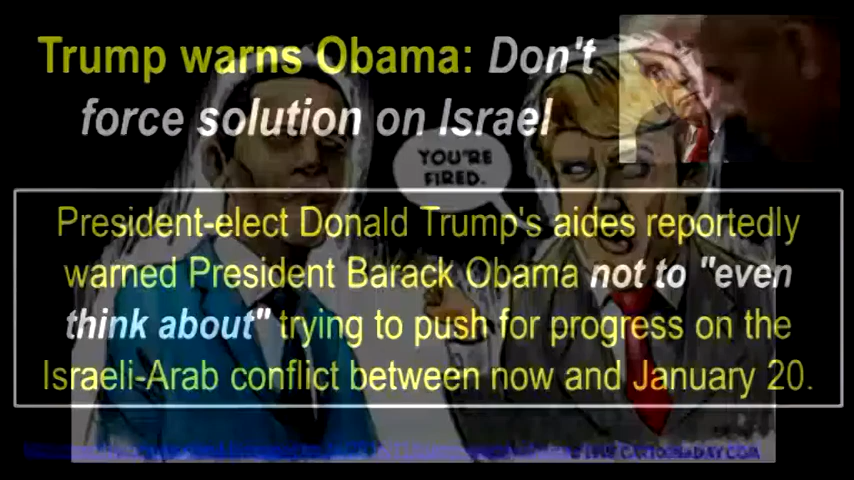 Trump warns Obama: Don't
force solution on Israel
YOU'RE
FIRED.
President-elect Donald Trump's aides reportedly
warned President Barack Obama not to "even
think about" trying to push for progress on the
Israeli-Arab conflict between now and January 20.